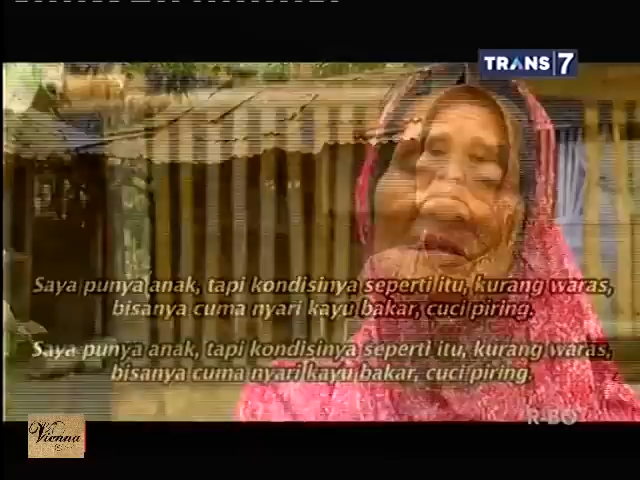 TRANS|7
Saya punya anak, tapi kondisinya seperti itu, kurang waras,
bisanya cuma nyari kayu bakar, cuci piring.
Saya punya anak, tapi kondisinya seperti itu, kurang waras,
bisanya cuma nyari kayu bakar, cuci piring.
R-BO
Vienna